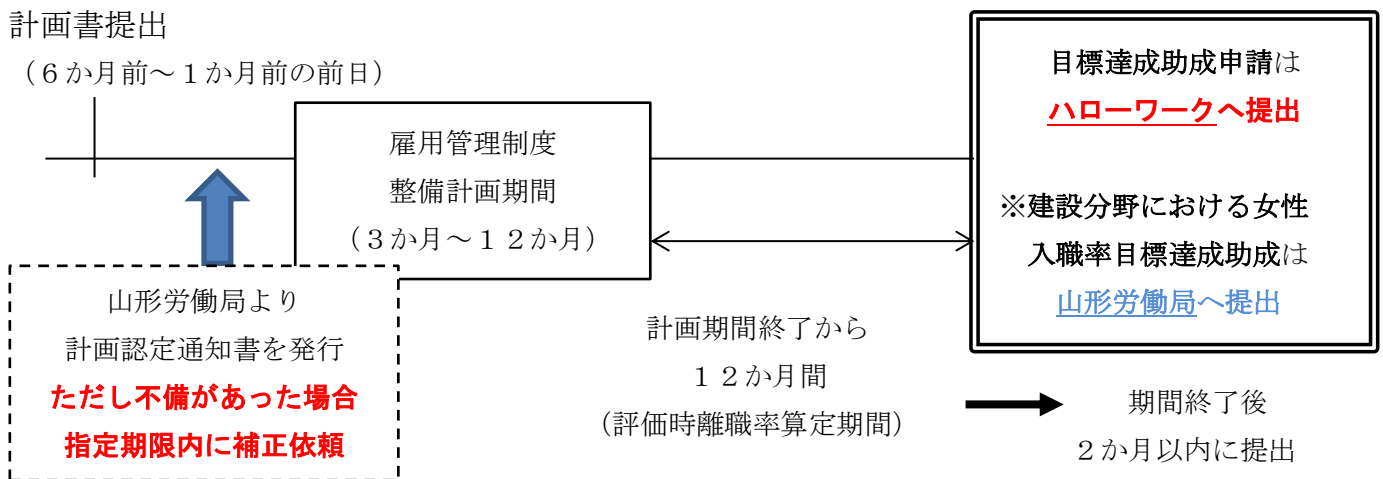 計画書提出
（６か月前～１か月前の前日）
雇用管理制度
整備計画期間
（３か月～１２か月）
山形労働局より
計画認定通知書を発行
ただし不備があった場合
指定期限内に補正依頼
計画期間終了から
１２か月間
（評価時離職率算定期間）
目標達成助成申請は
ハローワークへ提出
※建設分野における女性
入職率目標達成助成は
山形労働局へ提出
期間終了後
２か月以内に提出